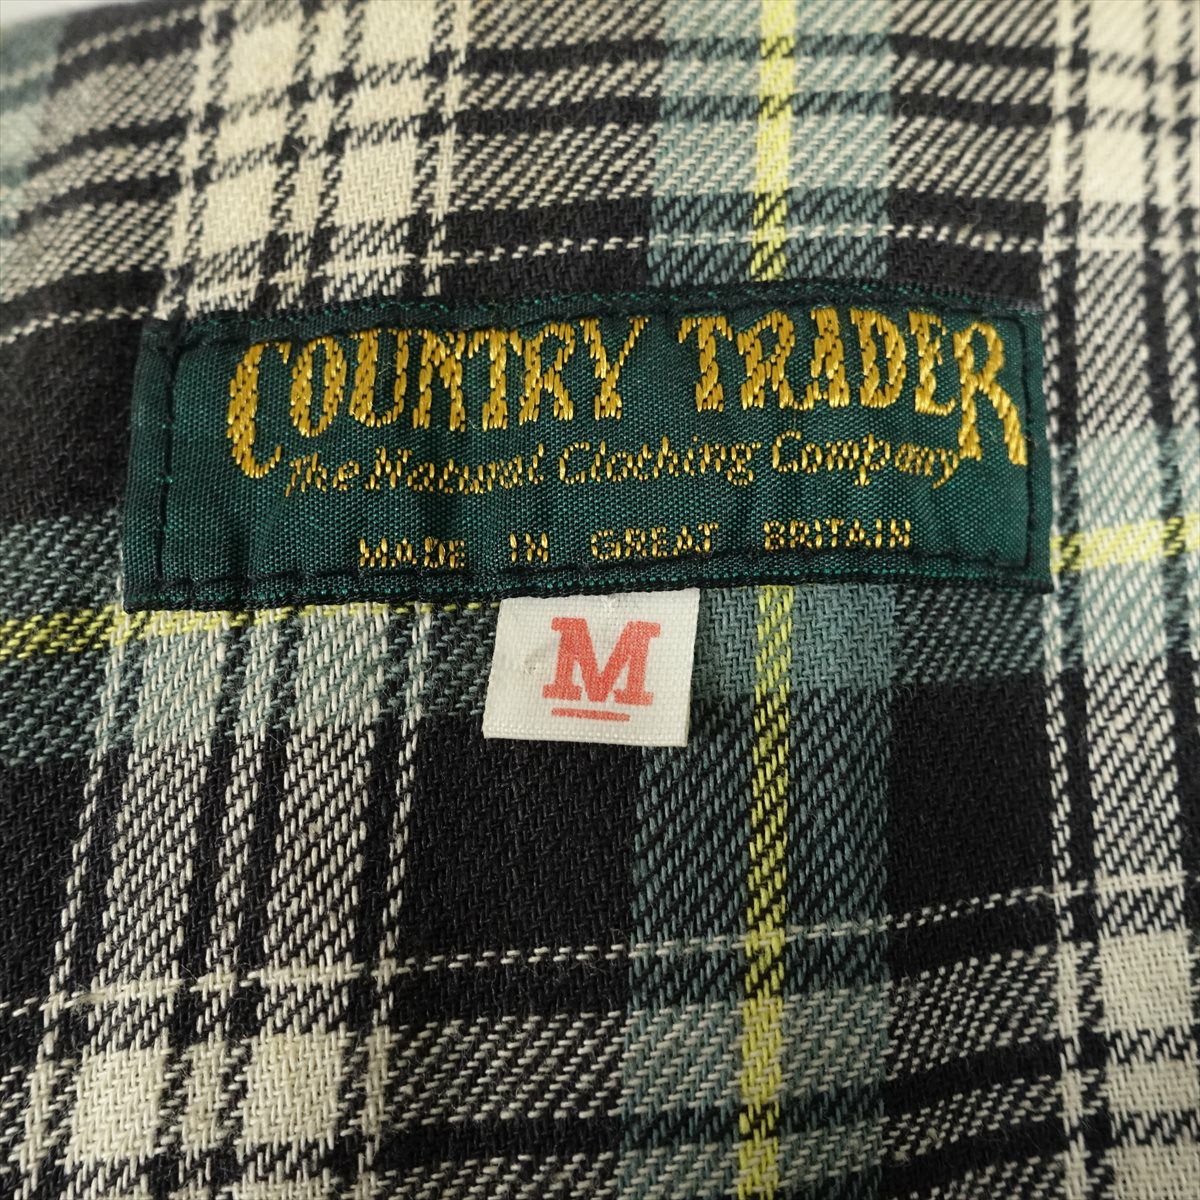 COUNTRY TRADER
The Natural Clothing Company
MADE IN GREAT BRITAIN
M